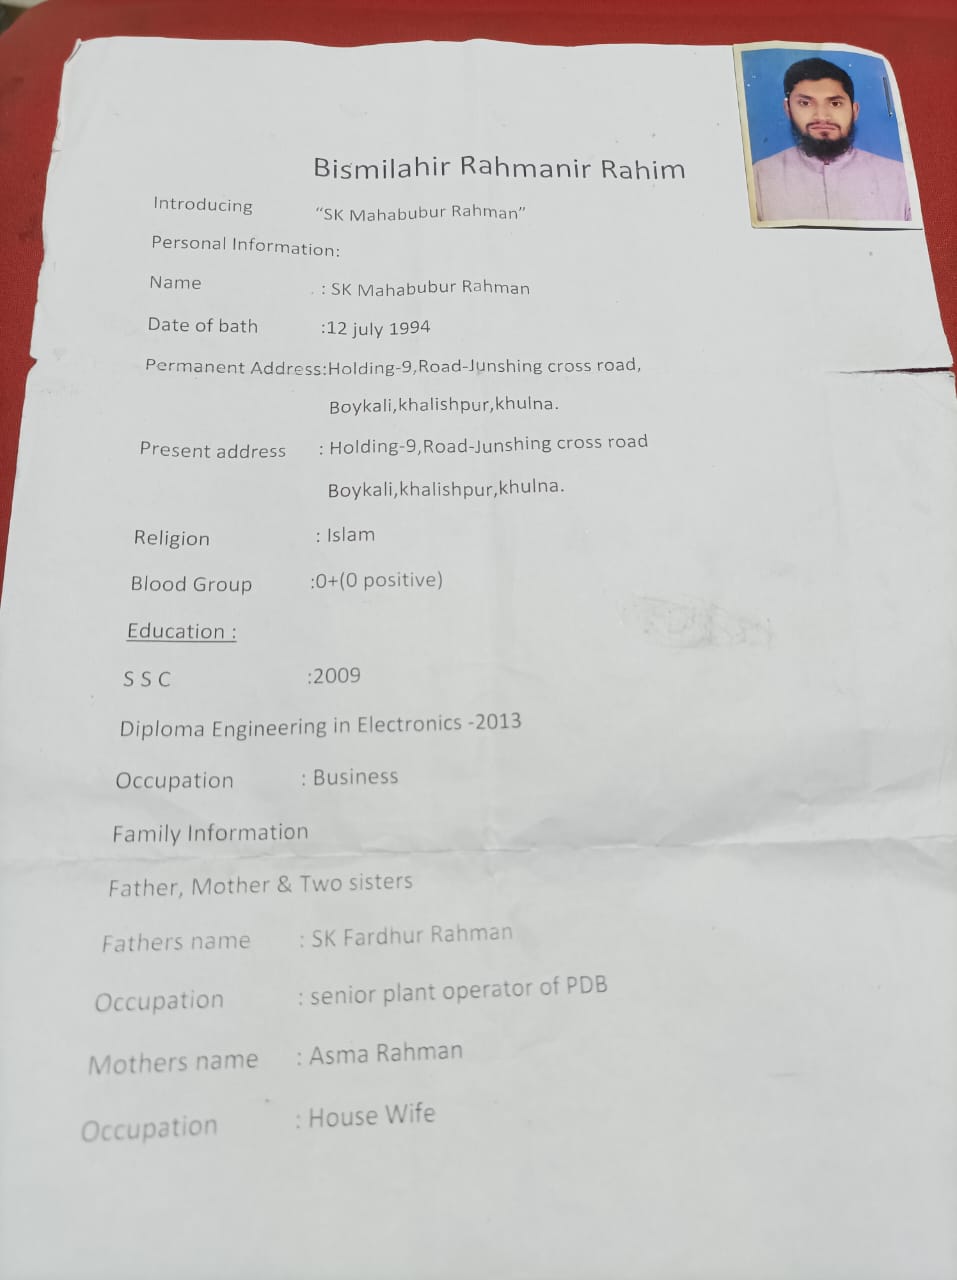 Bismilahir Rahmanir Rahim
Introducing "SK Mahabubur Rahman"
Personal Information:
Name : SK Mahabubur Rahman
Date of bath :12 july 1994
Permanent Address:Holding-9,Road-Junshing cross road,
Boykali,khalishpur,khulna.
Present address : Holding-9,Road-Junshing cross road
Boykali,khalishpur,khulna.
Religion : Islam
Blood Group :0+(0 positive)
Education :
S S C :2009
Diploma Engineering in Electronics -2013
Occupation : Business
Family Information
Father, Mother & Two sisters
Fathers name : SK Fardhur Rahman
Occupation : senior plant operator of PDB
Mothers name : Asma Rahman
Occupation : House Wife